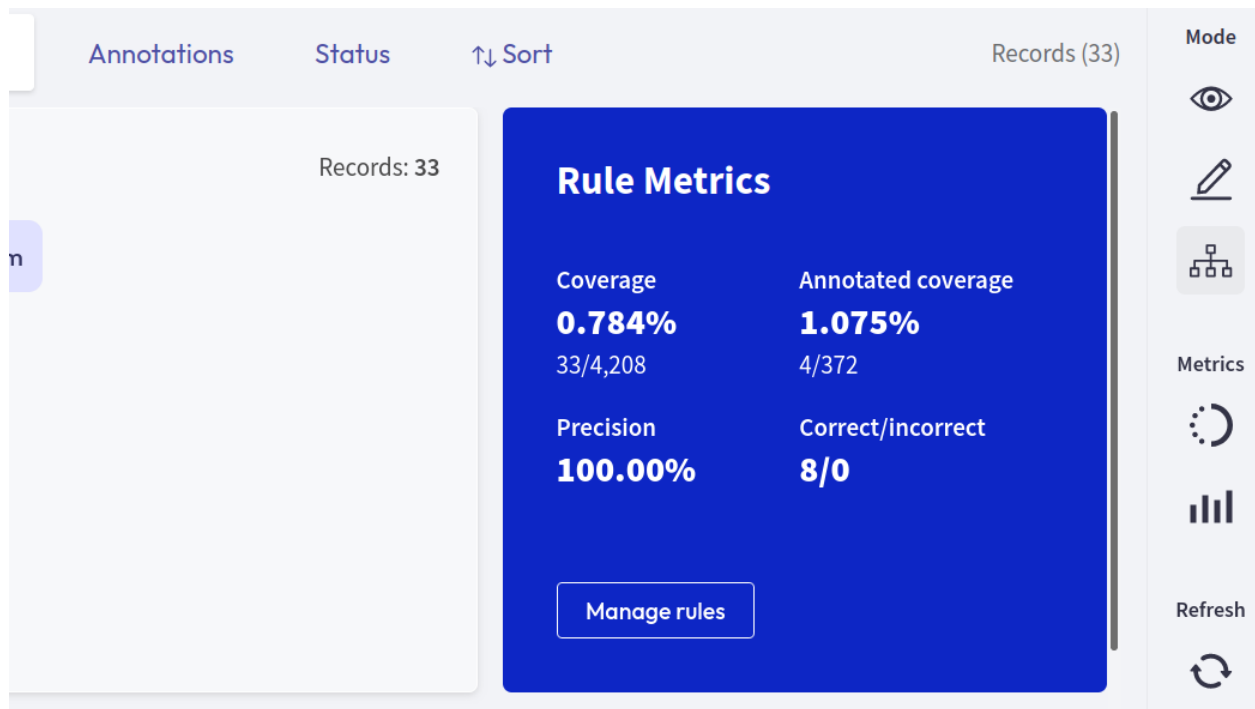 Annotations
Status
↑↓ Sort
Records (33)
Mode
Records: 33
m
Rule Metrics
Coverage
Annotated coverage
0.784%
1.075%
33/4,208
4/372
Precision
Correct/incorrect
100.00%
8/0
Manage rules
Metrics
Refresh